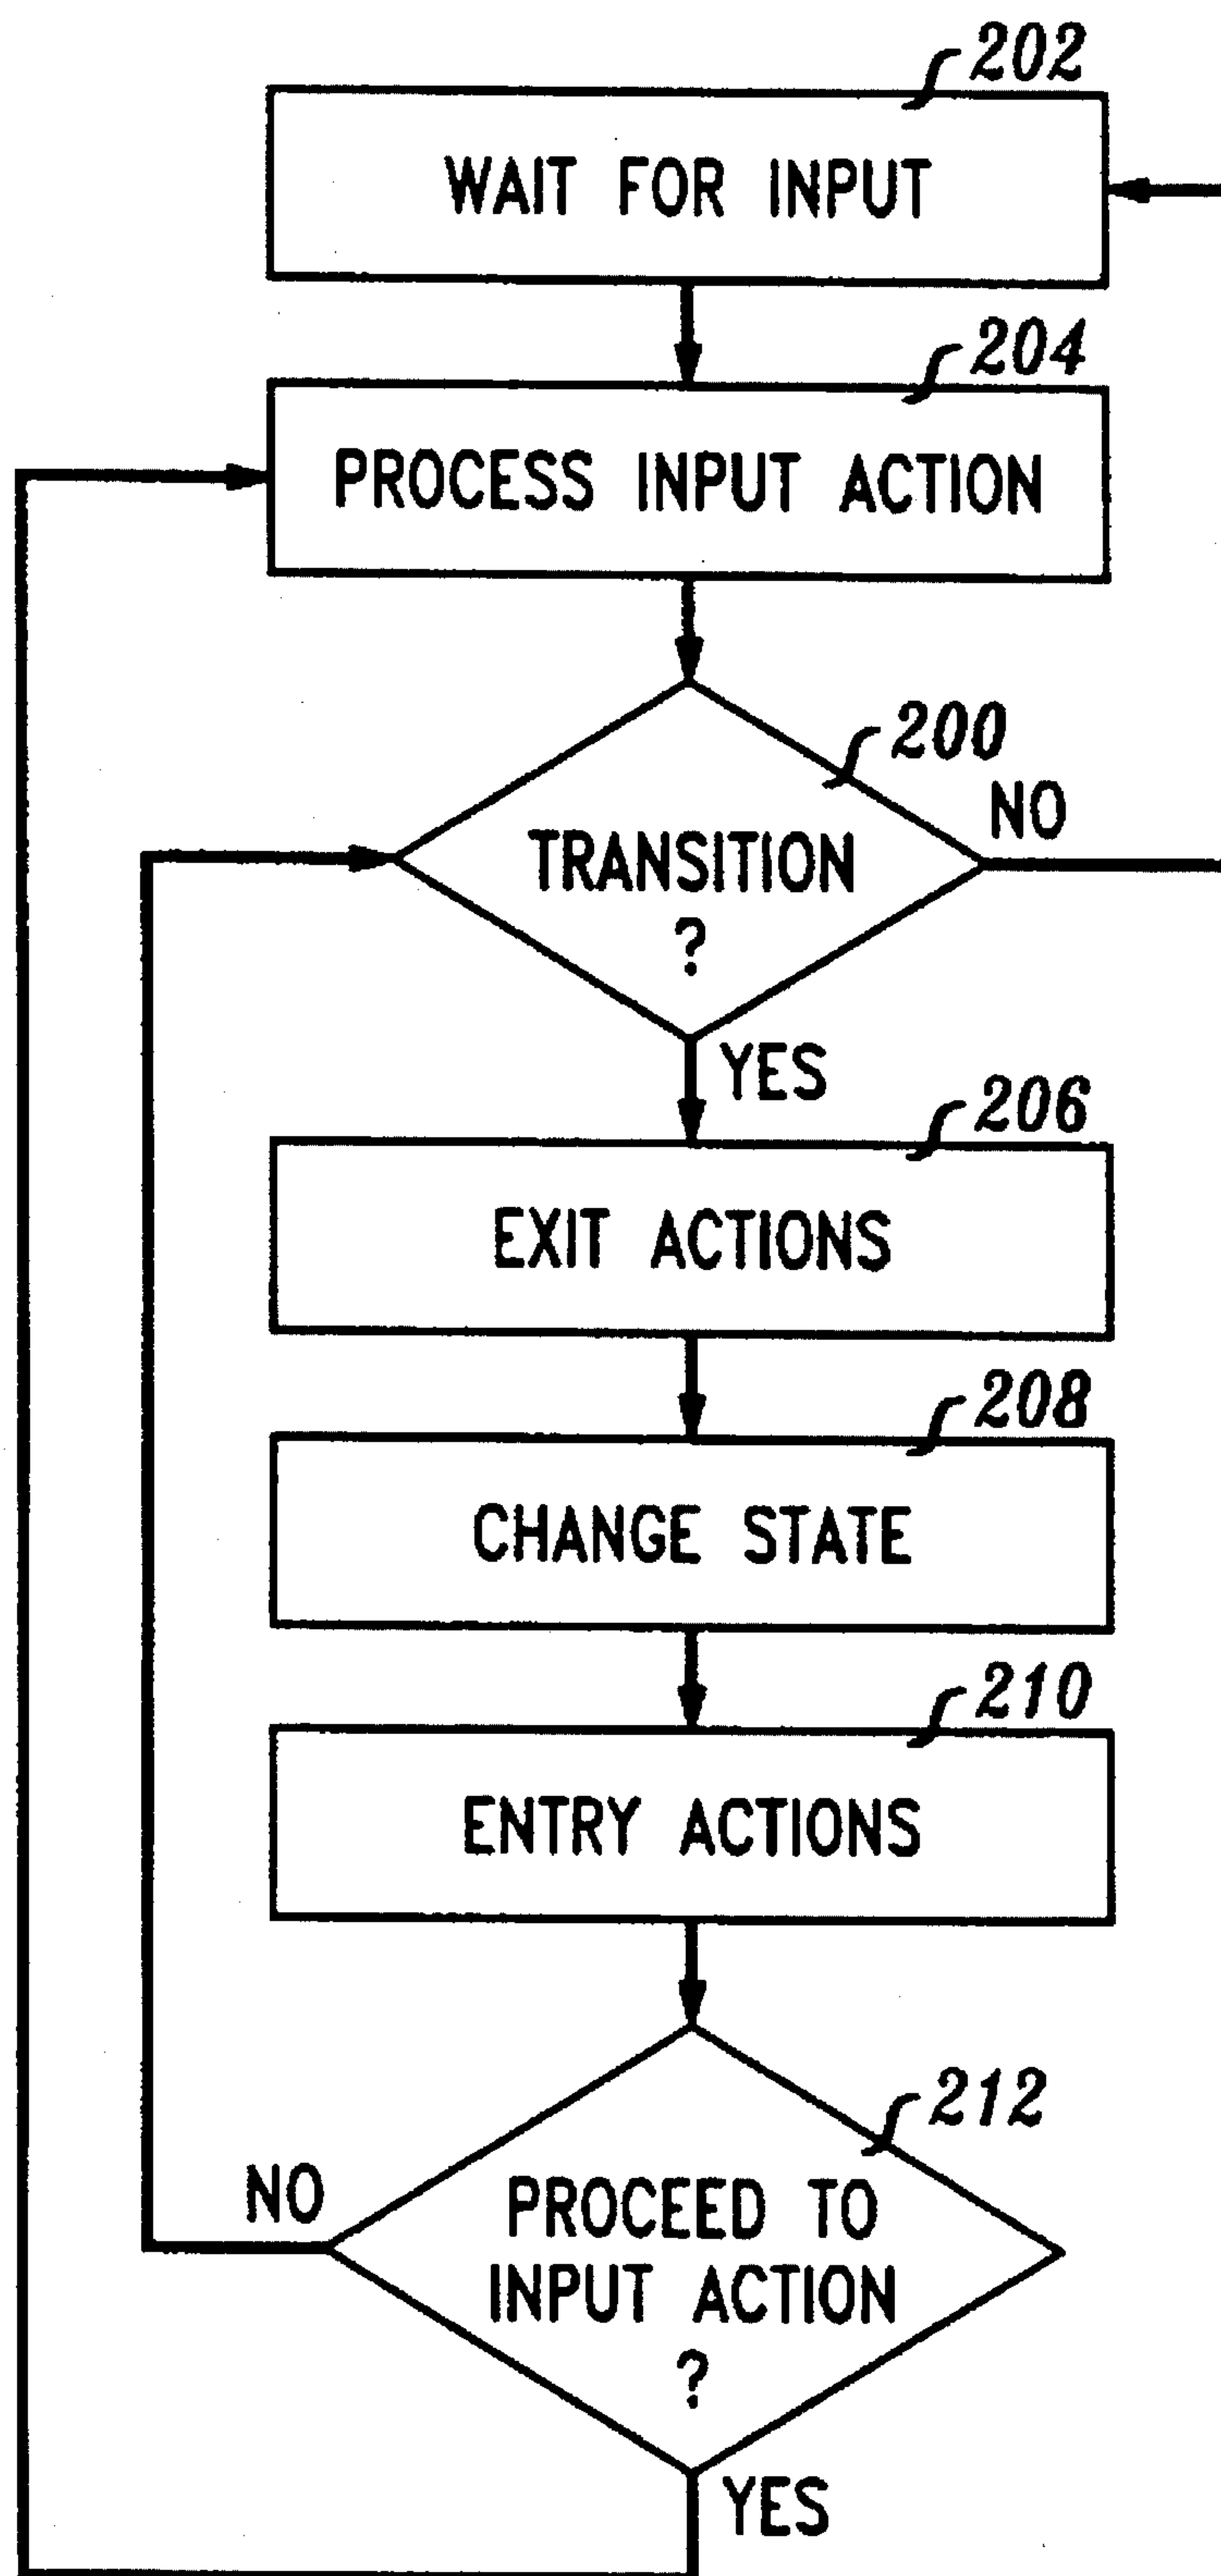 202
WAIT FOR INPUT
204
PROCESS INPUT ACTION
200
NO
TRANSITION
?
YES
206
EXIT ACTIONS
208
CHANGE STATE
210
ENTRY ACTIONS
212
NO
PROCEED TO
INPUT ACTION
?
YES